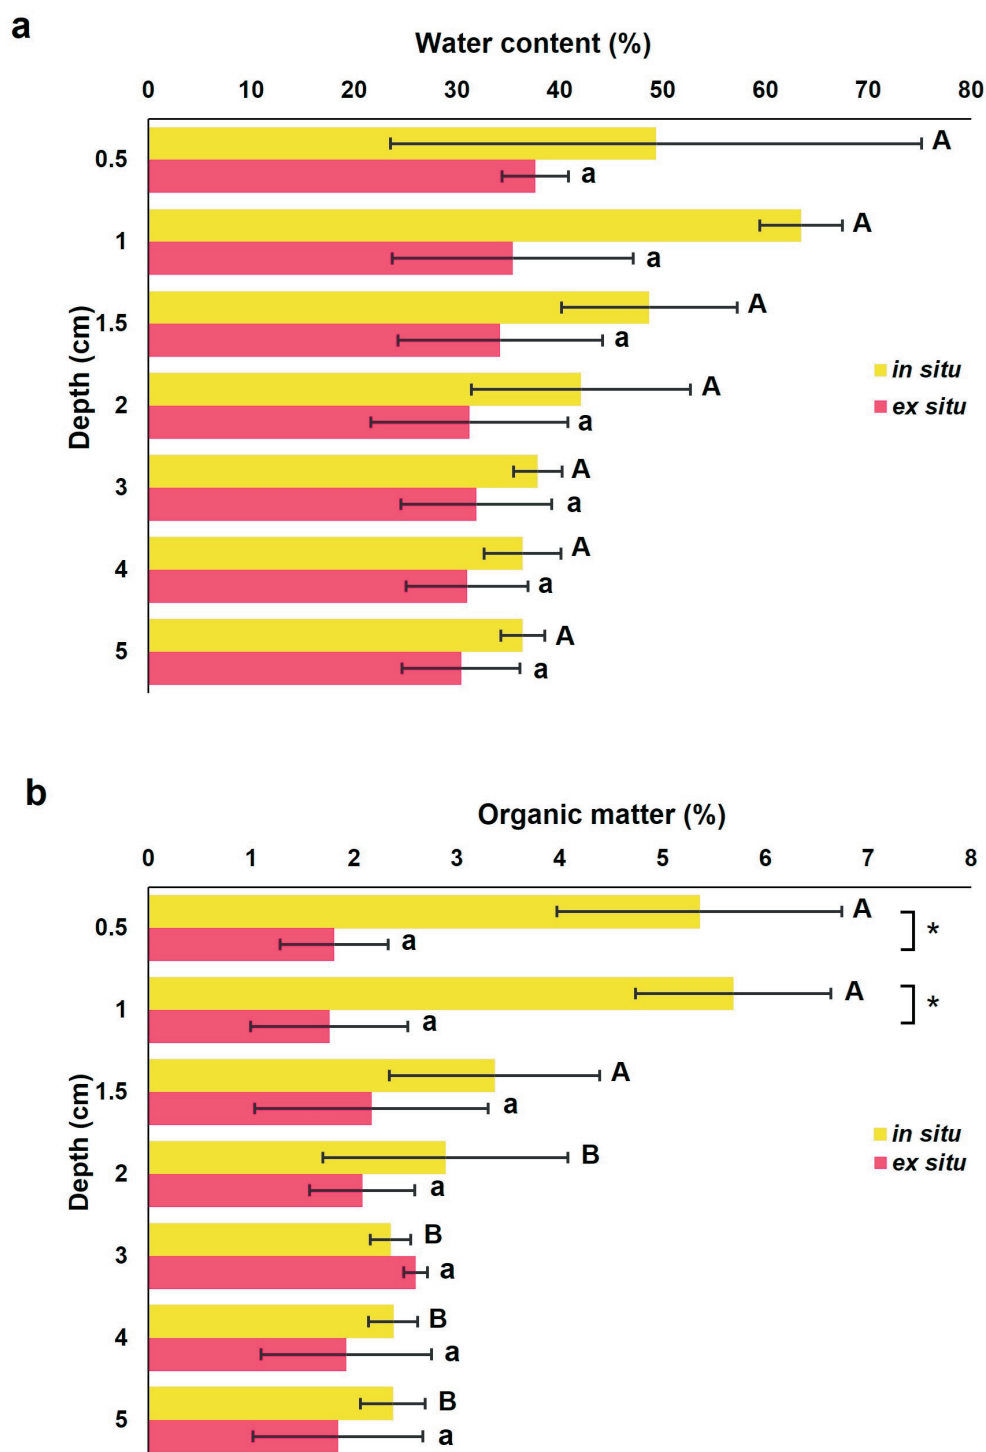 a
Water content (%)
0 10 20 30 40 50 60 70 80
0.5 A
a
1 A
a
1.5 A
a
2 A
a
3 A
a
4 A
a
5 A
a
Depth (cm)
in situ
ex situ
b
Organic matter (%)
0 1 2 3 4 5 6 7 8
0.5 A *
a
1 A *
a
1.5 A
a
2 B
a
3 B
a
4 B
a
5 B
a
Depth (cm)
in situ
ex situ